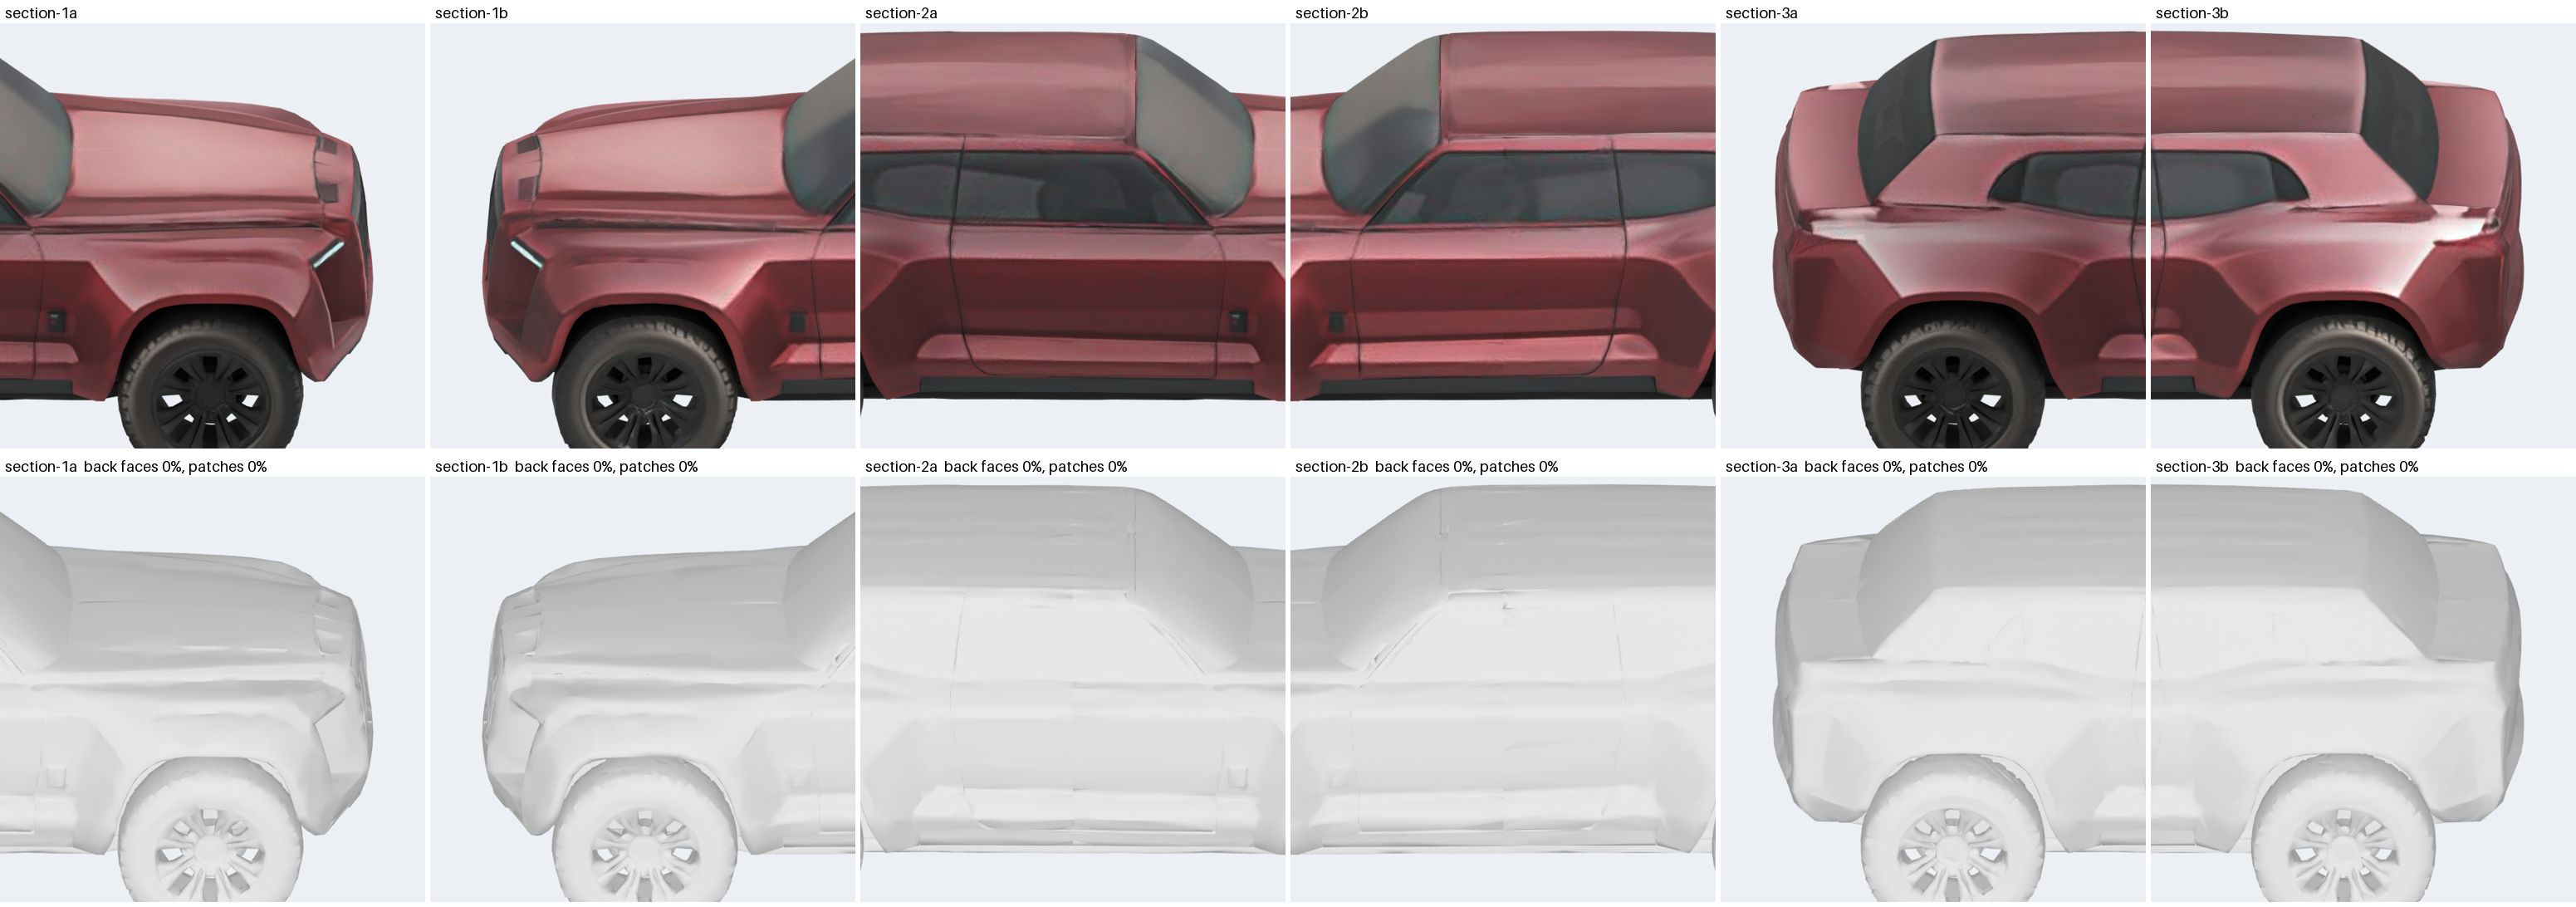 section-1a
section-1b
section-2a
section-2b
section-3a
section-3b
section-1a back faces 0%, patches 0%
section-1b back faces 0%, patches 0%
section-2a back faces 0%, patches 0%
section-2b back faces 0%, patches 0%
section-3a back faces 0%, patches 0%
section-3b back faces 0%, patches 0%